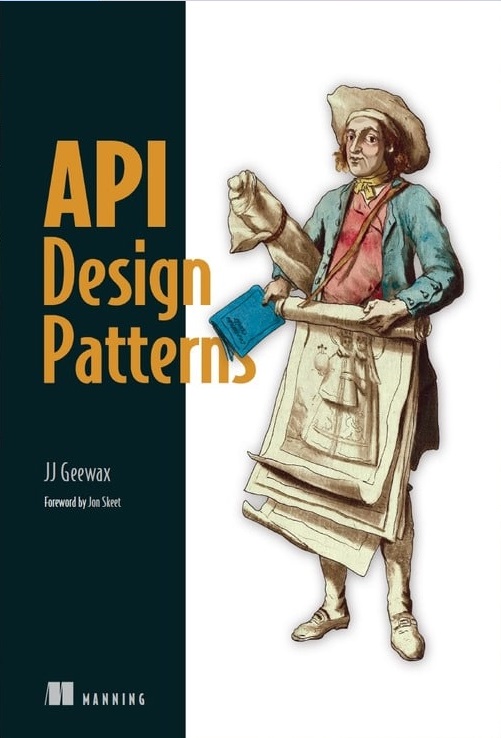 API
Design
Patterns
JJ Geewax
Foreword by Jon Skeet
MANNING